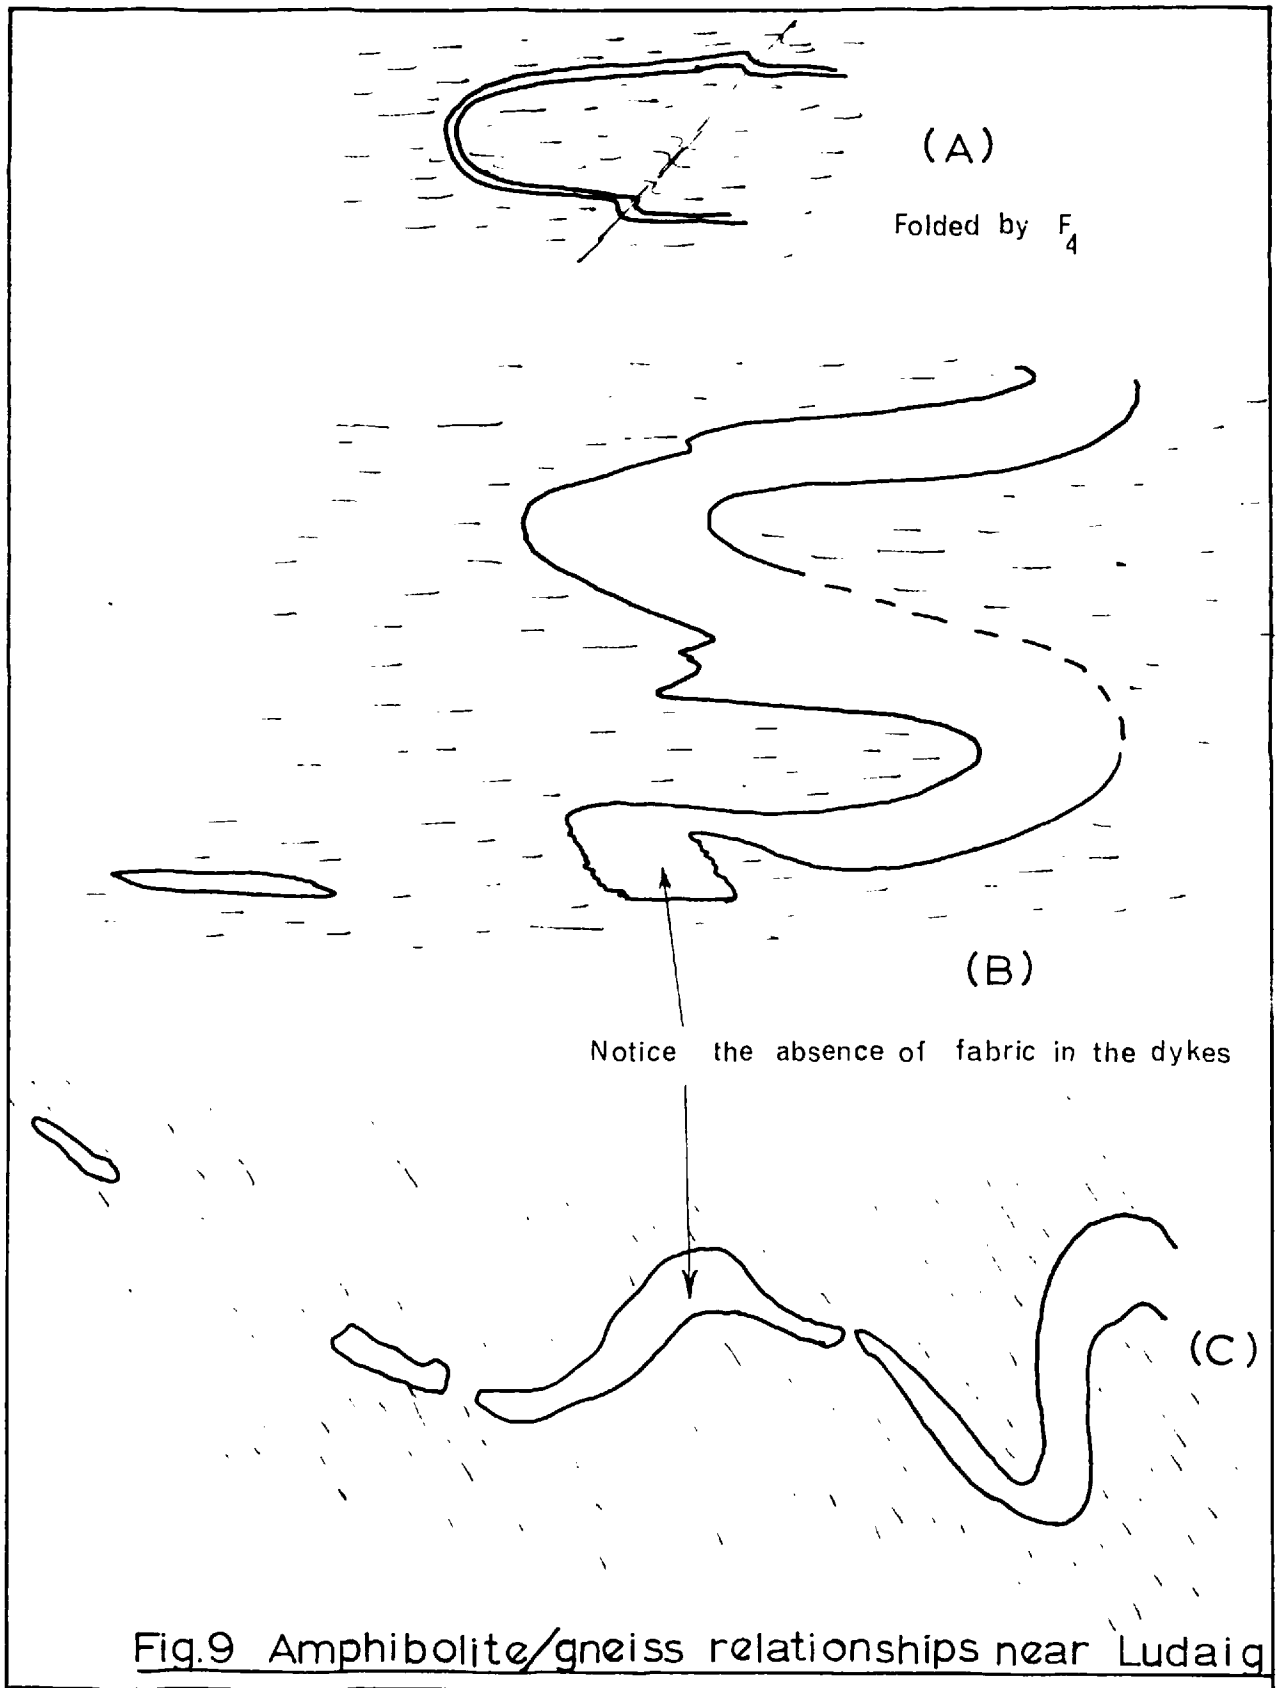 (A)
Folded by F4
(B)
Notice the absence of fabric in the dykes
(C)
Fig.9 Amphibolite/gneiss relationships near Ludaig